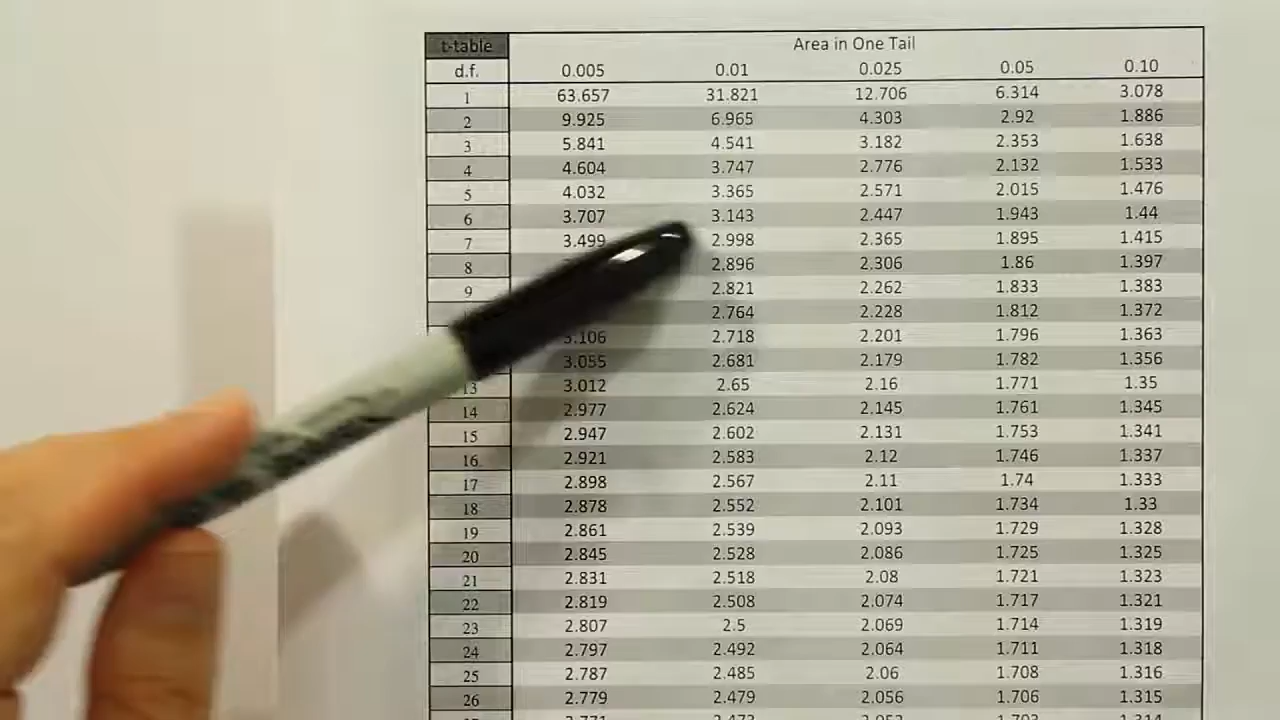 t-table Area in One Tail
d.f. 0.005 0.01 0.025 0.05 0.10
1 63.657 31.821 12.706 6.314 3.078
2 9.925 6.965 4.303 2.92 1.886
3 5.841 4.541 3.182 2.353 1.638
4 4.604 3.747 2.776 2.132 1.533
5 4.032 3.365 2.571 2.015 1.476
6 3.707 3.143 2.447 1.943 1.44
7 3.499 2.998 2.365 1.895 1.415
8 2.896 2.306 1.86 1.397
9 2.821 2.262 1.833 1.383
2.764 2.228 1.812 1.372
3.106 2.718 2.201 1.796 1.363
3.055 2.681 2.179 1.782 1.356
13 3.012 2.65 2.16 1.771 1.35
14 2.977 2.624 2.145 1.761 1.345
15 2.947 2.602 2.131 1.753 1.341
16 2.921 2.583 2.12 1.746 1.337
17 2.898 2.567 2.11 1.74 1.333
18 2.878 2.552 2.101 1.734 1.33
19 2.861 2.539 2.093 1.729 1.328
20 2.845 2.528 2.086 1.725 1.325
21 2.831 2.518 2.08 1.721 1.323
22 2.819 2.508 2.074 1.717 1.321
23 2.807 2.5 2.069 1.714 1.319
24 2.797 2.492 2.064 1.711 1.318
25 2.787 2.485 2.06 1.708 1.316
26 2.779 2.479 2.056 1.706 1.315